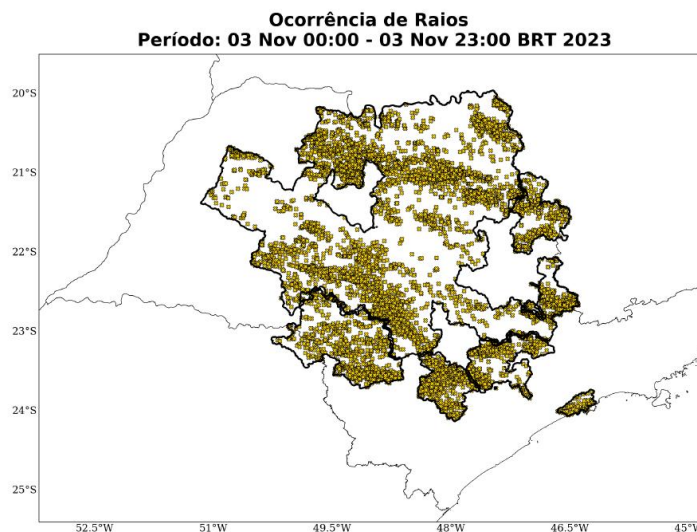 Ocorrência de Raios
Período: 03 Nov 00:00 - 03 Nov 23:00 BRT 2023
20°S
21°S
22°S
23°S
24°S
25°S
52.5°W 51°W 49.5°W 48°W 46.5°W 45°W